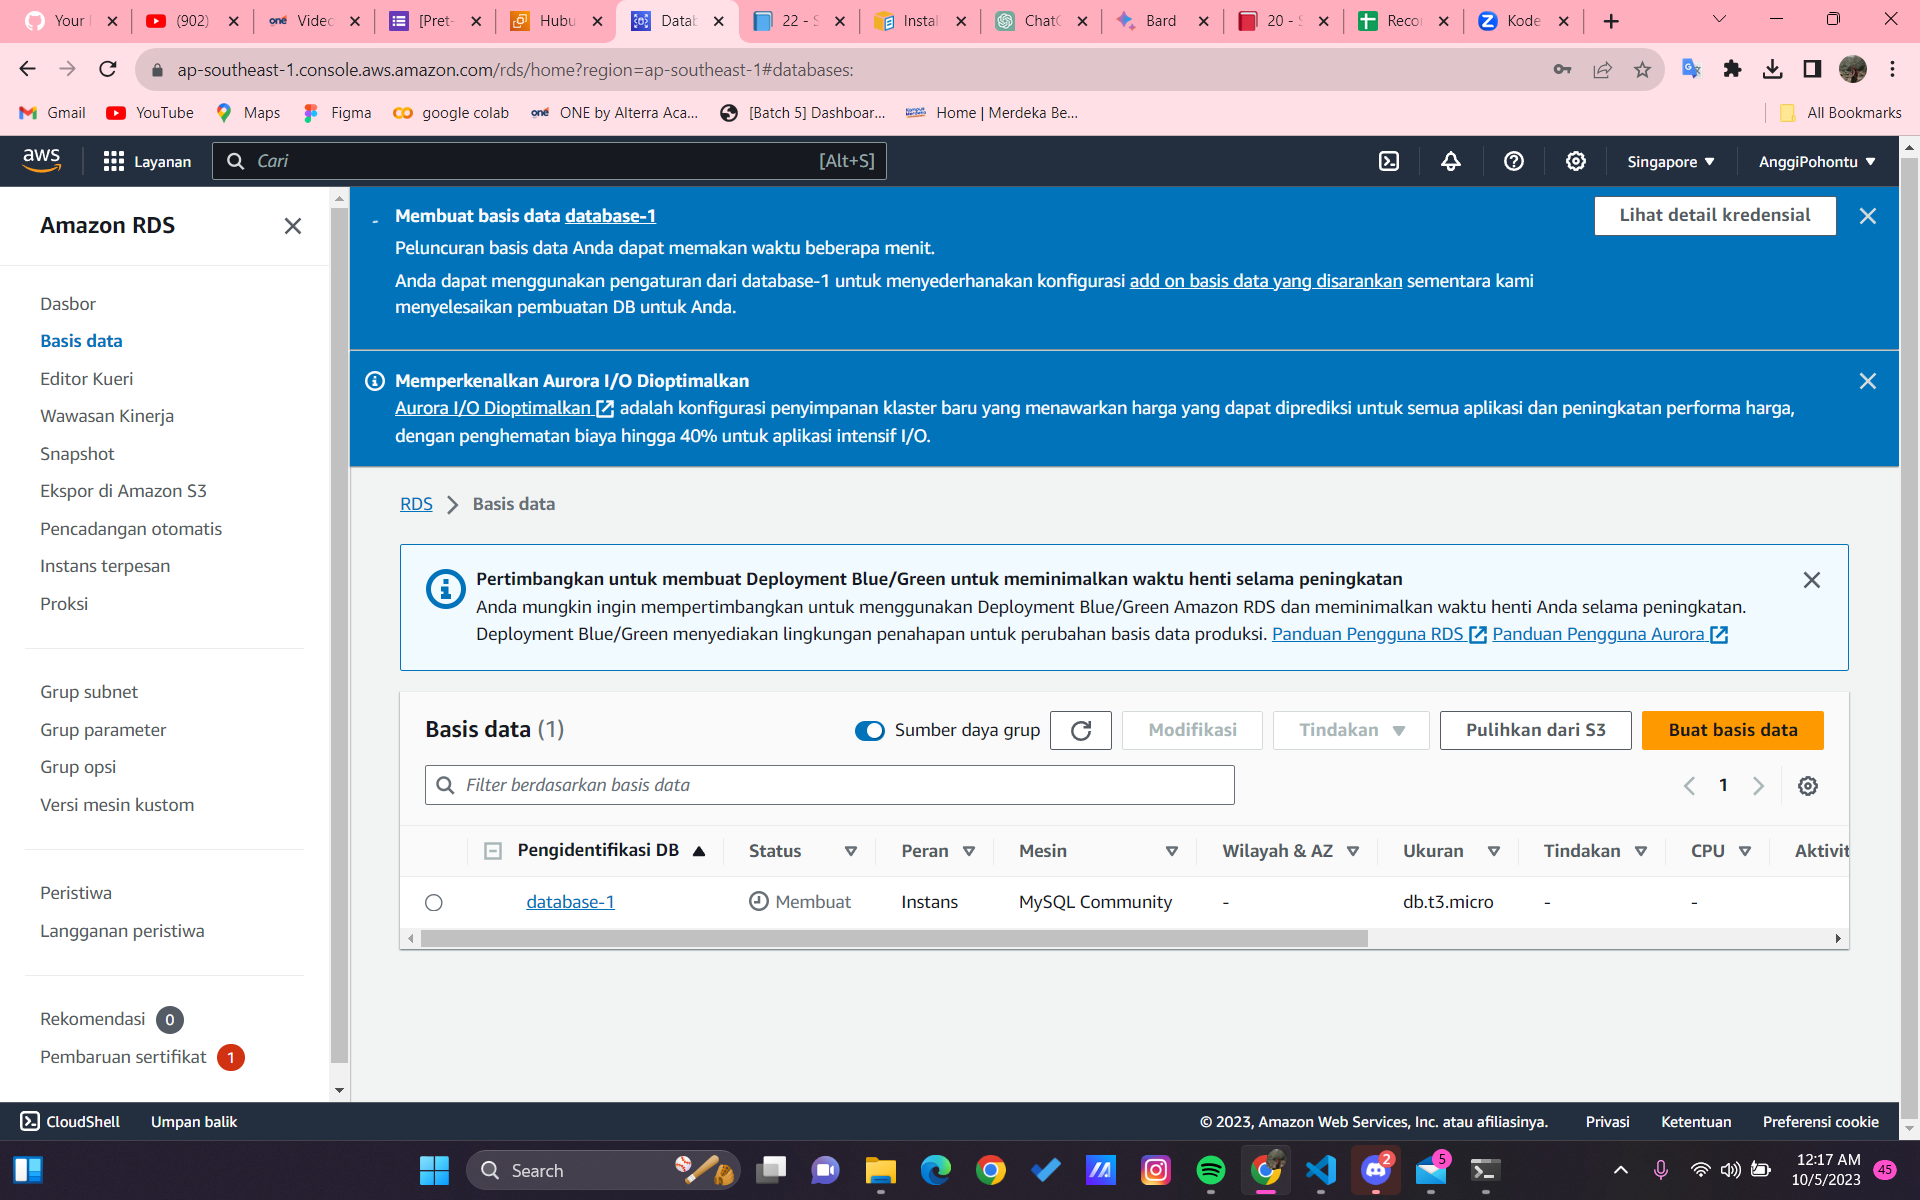 Your
(902)
Video
[Pret-
Hubu
Datab
22 - S
Instal
ChatG
Bard
20 - S
Recor
Kode
ap-southeast-1.console.aws.amazon.com/rds/home?region=ap-southeast-1#databases:
Gmail
YouTube
Maps
Figma
google colab
ONE by Alterra Aca...
[Batch 5] Dashboar...
Home | Merdeka Be...
All Bookmarks
aws
Layanan
Cari
[Alt+S]
Singapore
AnggiPohontu
Amazon RDS
Dasbor
Basis data
Editor Kueri
Wawasan Kinerja
Snapshot
Ekspor di Amazon S3
Pencadangan otomatis
Instans terpesan
Proksi
Grup subnet
Grup parameter
Grup opsi
Versi mesin kustom
Peristiwa
Langganan peristiwa
Rekomendasi 0
Pembaruan sertifikat 1
Membuat basis data database-1
Lihat detail kredensial
Peluncuran basis data Anda dapat memakan waktu beberapa menit.
Anda dapat menggunakan pengaturan dari database-1 untuk menyederhanakan konfigurasi add on basis data yang disarankan sementara kami
menyelesaikan pembuatan DB untuk Anda.
Memperkenalkan Aurora I/O Dioptimalkan
Aurora I/O Dioptimalkan adalah konfigurasi penyimpanan klaster baru yang menawarkan harga yang dapat diprediksi untuk semua aplikasi dan peningkatan performa harga,
dengan penghematan biaya hingga 40% untuk aplikasi intensif I/O.
RDS > Basis data
Pertimbangkan untuk membuat Deployment Blue/Green untuk meminimalkan waktu henti selama peningkatan
Anda mungkin ingin mempertimbangkan untuk menggunakan Deployment Blue/Green Amazon RDS dan meminimalkan waktu henti Anda selama peningkatan.
Deployment Blue/Green menyediakan lingkungan penahapan untuk perubahan basis data produksi. Panduan Pengguna RDS Panduan Pengguna Aurora
Basis data (1)
Sumber daya grup
Modifikasi
Tindakan
Pulihkan dari S3
Buat basis data
Filter berdasarkan basis data
1
Pengidentifikasi DB
Status
Peran
Mesin
Wilayah & AZ
Ukuran
Tindakan
CPU
Aktivit
database-1
Membuat
Instans
MySQL Community
-
db.t3.micro
-
-
CloudShell
Umpan balik
© 2023, Amazon Web Services, Inc. atau afiliasinya.
Privasi
Ketentuan
Preferensi cookie
Search
2
5
12:17 AM
10/5/2023
45